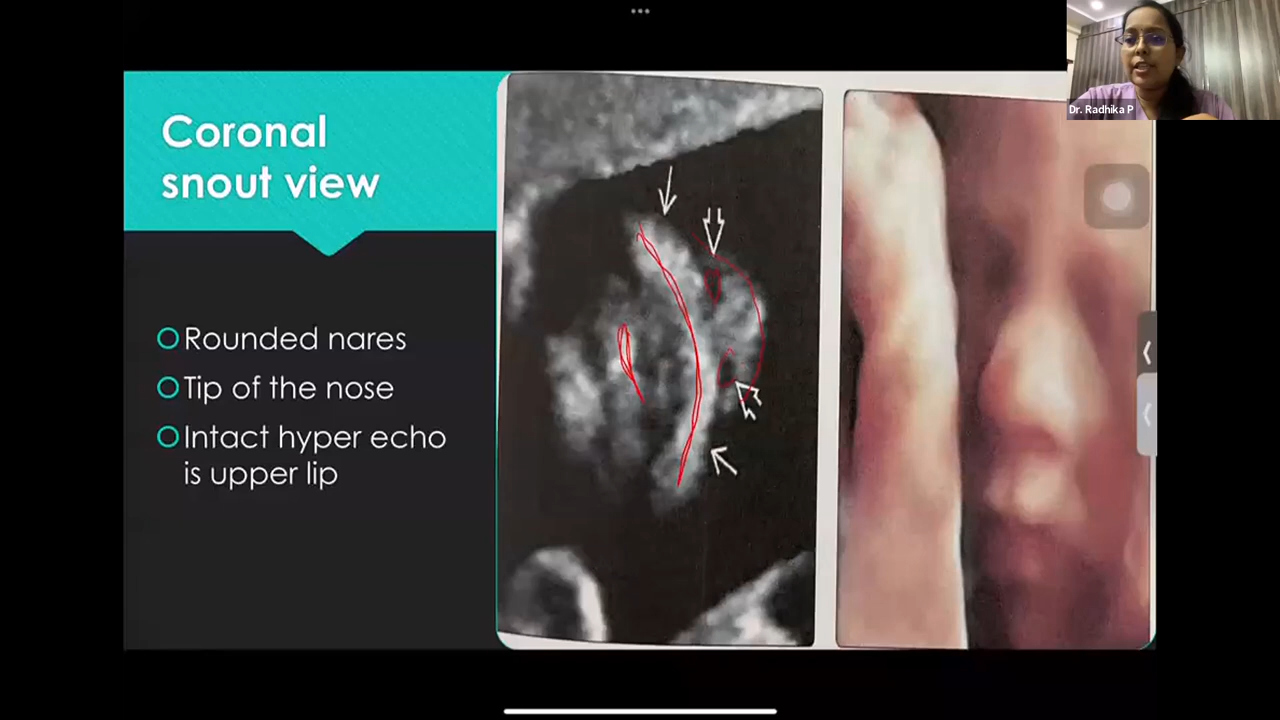 Coronal
snout view
Rounded nares
Tip of the nose
Intact hyper echo
is upper lip
Dr. Radhika P